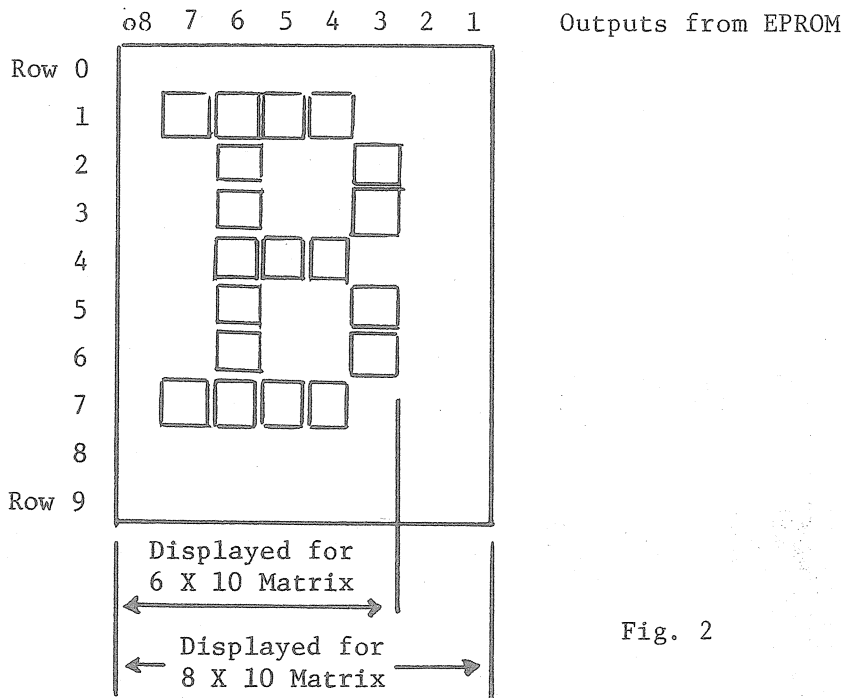 o8 7 6 5 4 3 2 1 Outputs from EPROM
Row 0
1
2
3
4
5
6
7
8
Row 9
Displayed for
6 X 10 Matrix
Displayed for
8 X 10 Matrix
Fig. 2